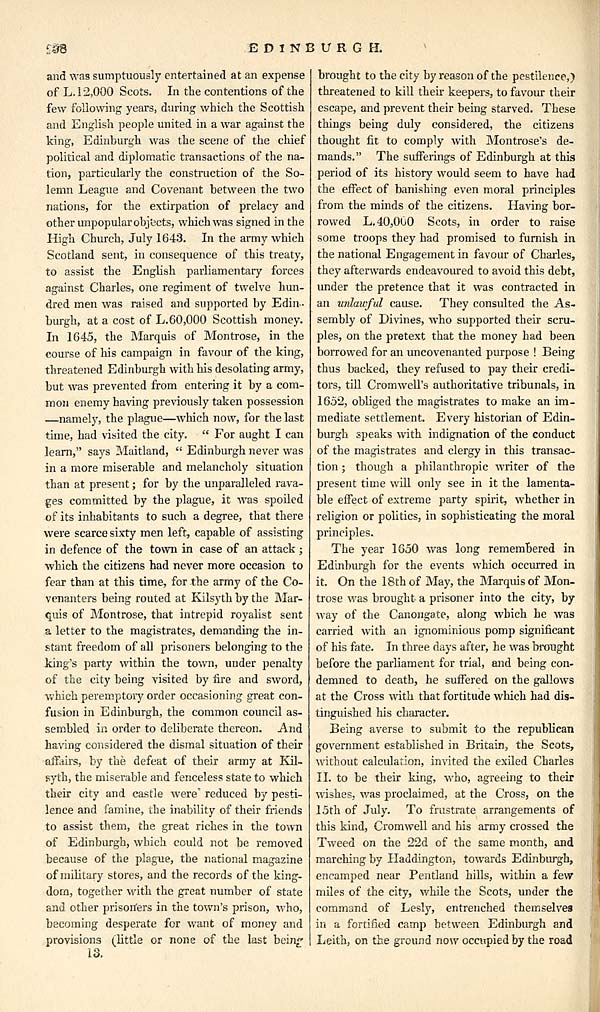 EDINBURGH.
and was sumptuously entertained at an expense
of L.12,000 Scots. In the contentions of the
few following years, during which the Scottish
and English people united in a war against the
king, Edinburgh was the scene of the chief
political and diplomatic transactions of the na-
tion, particularly the construction of the So-
lemn League and Covenant between the two
nations, for the extirpation of prelacy and
other unpopular objects, which was signed in the
High Church, July 1643. In the army which
Scotland sent, in consequence of this treaty,
to assist the English parliamentary forces
against Charles, one regiment of twelve hun-
dred men was raised and supported by Edin-
burgh, at a cost of L.60,000 Scottish money.
In 1645, the Marquis of Montrose, in the
course of his campaign in favour of the king,
threatened Edinburgh with his desolating army,
but was prevented from entering it by a com-
mon enemy having previously taken possession
—namely, the plague—which now, for the last
time, had visited the city. “ For aught I can
learn,” says Maitland, “ Edinburgh never was
in a more miserable and melancholy situation
than at present ; for by the unparalleled rava-
ges committed by the plague, it was spoiled
of its inhabitants to such a degree, that there
were scarce sixty men left, capable of assisting
in defence of the town in case of an attack ;
which the citizens had never more occasion to
fear than at this time, for the army of the Co-
venanters being routed at Kilsyth by the Mar-
quis of Montrose, that intrepid royalist sent
a letter to the magistrates, demanding the in-
stant freedom of all prisoners belonging to the
king's party within the town, under penalty
of the city being visited by fire and sword,
which peremptory order occasioning great con-
fusion in Edinburgh, the common council as-
sembled in order to deliberate thereon. And
having considered the dismal situation of their
affairs, by the defeat of their army at Kil-
syth, the miserable and fenceless state to which
their city and castle were reduced by pesti-
lence and famine, the inability of their friends
to assist them, the great riches in the town
of Edinburgh, which could not be removed
because of the plague, the national magazine
of military stores, and the records of the king-
dom, together with the great number of state
and other prisoners in the town's prison, who,
becoming desperate for want of money and
provisions (little or none of the last being
13.
brought to the city by reason of the pestilence,)
threatened to kill their keepers, to favour their
escape, and prevent their being starved. These
things being duly considered, the citizens
thought fit to comply with Montrose's de-
mands.” The sufferings of Edinburgh at this
period of its history would seem to have had
the effect of banishing even moral principles
from the minds of the citizens. Having bor-
rowed L.40,000 Scots, in order to raise
some troops they had promised to furnish in
the national Engagement in favour of Charles,
they afterwards endeavoured to avoid this debt,
under the pretence that it was contracted in
an unlawful cause. They consulted the As-
sembly of Divines, who supported their scru-
ples, on the pretext that the money had been
borrowed for an uncovenanted purpose ! Being
thus backed, they refused to pay their credi-
tors, till Cromwell's authoritative tribunals, in
1652, obliged the magistrates to make an im-
mediate settlement. Every historian of Edin-
burgh speaks with indignation of the conduct
of the magistrates and clergy in this transac-
tion ; though a philanthropic writer of the
present time will only see in it the lamenta-
ble effect of extreme party spirit, whether in
religion or politics, in sophisticating the moral
principles.
The year 1650 was long remembered in
Edinburgh for the events which occurred in
it. On the 18th of May, the Marquis of Mon-
trose was brought a prisoner into the city, by
way of the Canongate, along which he was
carried with an ignominious pomp significant
of his fate. In three days after, he was brought
before the parliament for trial, and being con-
demned to death, he suffered on the gallows
at the Cross with that fortitude which had dis-
tinguished his character.
Being averse to submit to the republican
government established in Britain, the Scots,
without calculation, invited the exiled Charles
II. to be their king, who, agreeing to their
wishes, was proclaimed, at the Cross, on the
15th of July. To frustrate arrangements of
this kind, Cromwell and his army crossed the
Tweed on the 22d of the same month, and
marching by Haddington, towards Edinburgh,
encamped near Pentland hills, within a few
miles of the city, while the Scots, under the
command of Lesly, entrenched themselves
in a fortified camp between Edinburgh and
Leith, on the ground now occupied by the road